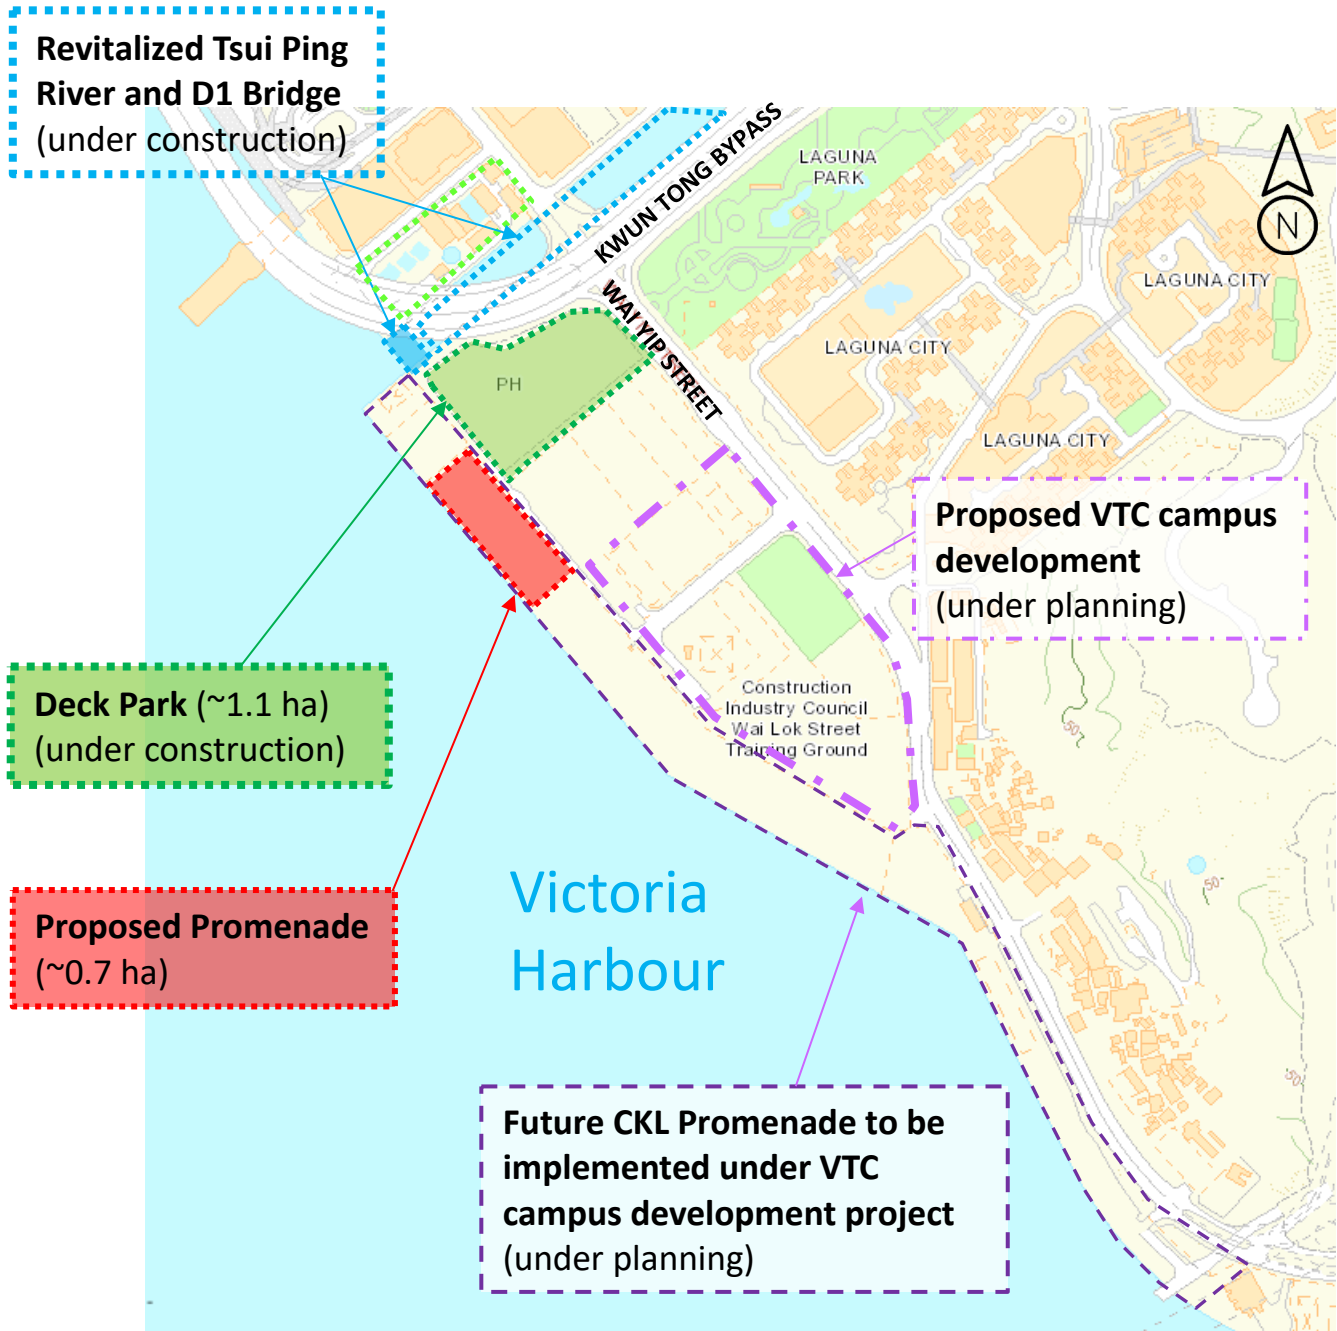 Revitalized Tsui Ping
River and D1 Bridge
(under construction)
KWUN TONG BYPASS
LAGUNA
PARK
N
LAGUNA CITY
WAI YIP STREET
LAGUNA CITY
PH
LAGUNA CITY
Proposed VTC campus
development
(under planning)
Deck Park (~1.1 ha)
(under construction)
Construction
Industry Council
Wai Lok Street
Training Ground
50
Victoria
Harbour
50
Proposed Promenade
(~0.7 ha)
50
Future CKL Promenade to be
implemented under VTC
campus development project
(under planning)